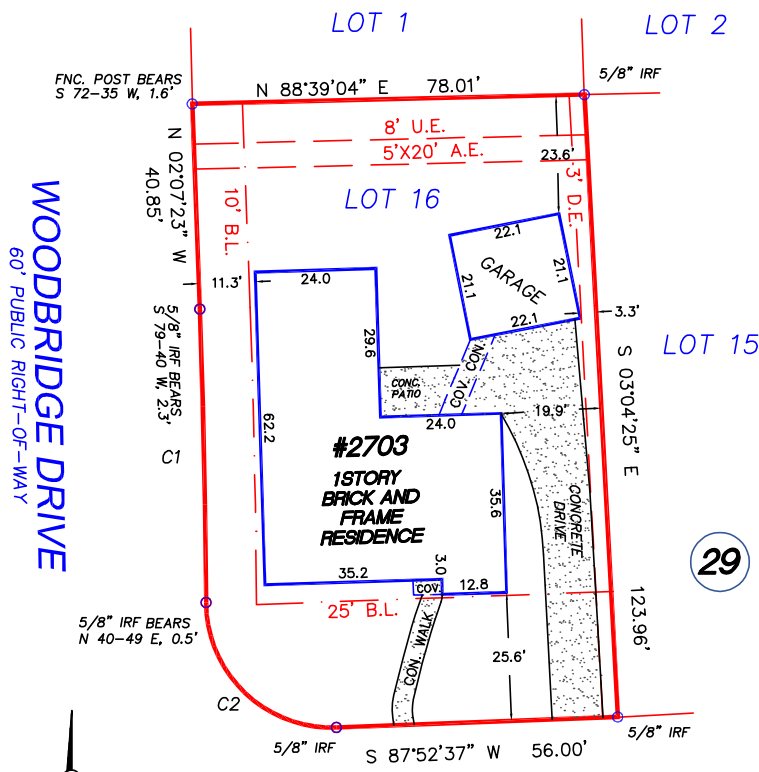 LOT 1
LOT 2
FNC. POST BEARS
S 72-35 W, 1.6'
N 88°39'04" E 78.01'
5/8" IRF
8' U.E.
5'X20' A.E.
23.6'
3' D.E.
N 02°07'23" W
40.85'
10' B.L.
LOT 16
22.1
21.1
GARAGE
21.1
22.1
11.3'
24.0
3.3'
WOODBRIDGE DRIVE
60' PUBLIC RIGHT-OF-WAY
5/8" IRF BEARS
S 79-40 W, 2.3'
29.6
CONC.
PATIO
COV. CON.
LOT 15
S 03°04'25" E
123.96'
24.0
19.9'
62.2
C1
#2703
1STORY
BRICK AND
FRAME
RESIDENCE
35.6
CONCRETE
DRIVE
29
35.2
3.0
COV.
12.8
25' B.L.
5/8" IRF BEARS
N 40-49 E, 0.5'
CON. WALK
25.6'
C2
5/8" IRF
S 87°52'37" W 56.00'
5/8" IRF